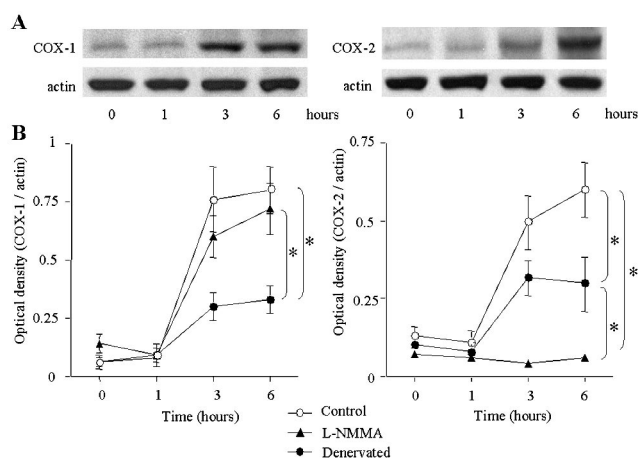 A
COX-1
COX-2
actin
actin
0 1 3 6 hours
0 1 3 6 hours
B
Optical density (COX-1 / actin)
1
0.75
0.5
0.25
0
* *
0 1 3 6
Time (hours)
Optical density (COX-2 / actin)
0.75
0.5
0.25
0
* * *
0 1 3 6
Time (hours)
Control
L-NMMA
Denervated